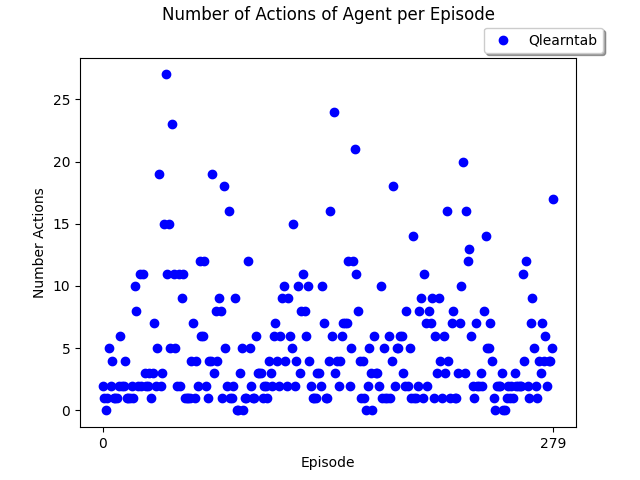 Number of Actions of Agent per Episode
Qlearntab
25
20
15
10
5
0
Number Actions
0 279
Episode